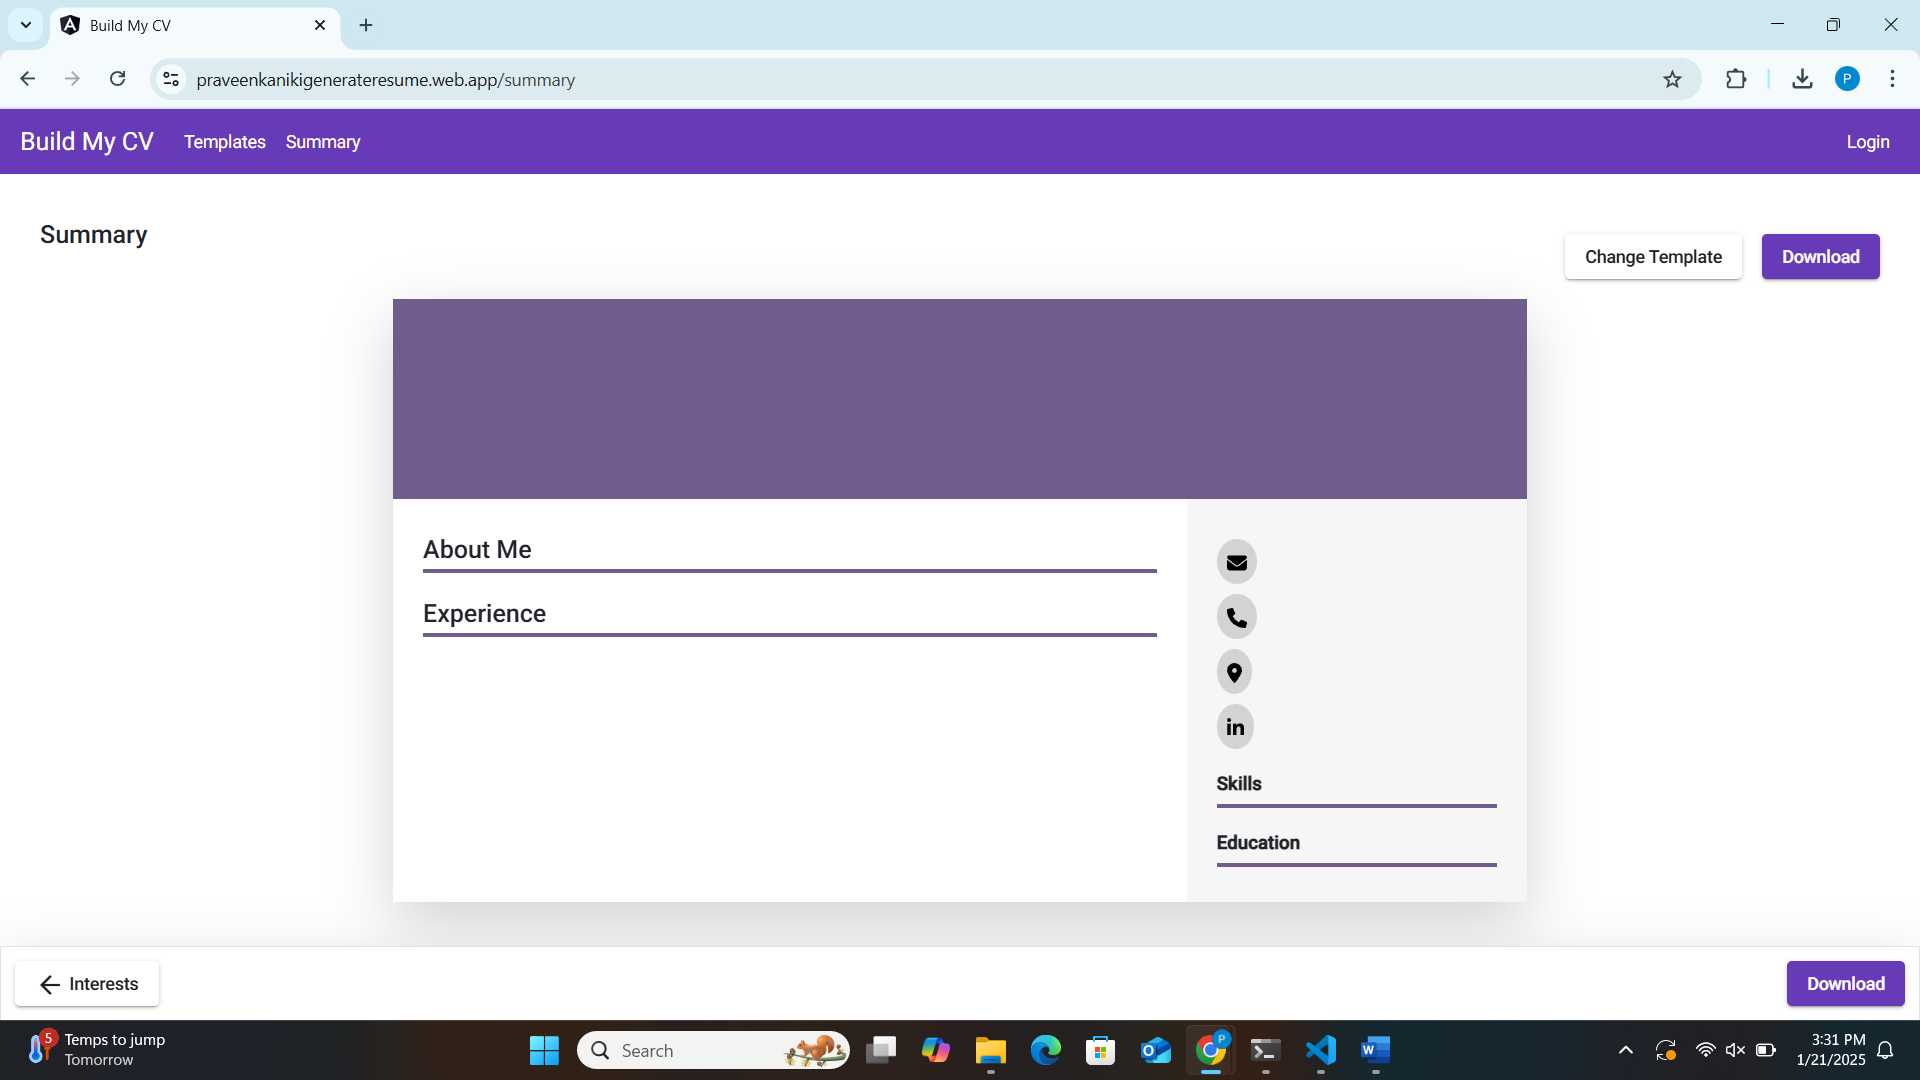 Build My CV
praveenkanikigenerateresume.web.app/summary
P
Build My CV
Templates
Summary
Login
Summary
Change Template
Download
About Me
Experience
in
Skills
Education
Interests
Download
5
Temps to jump
Tomorrow
Search
P
3:31 PM
1/21/2025